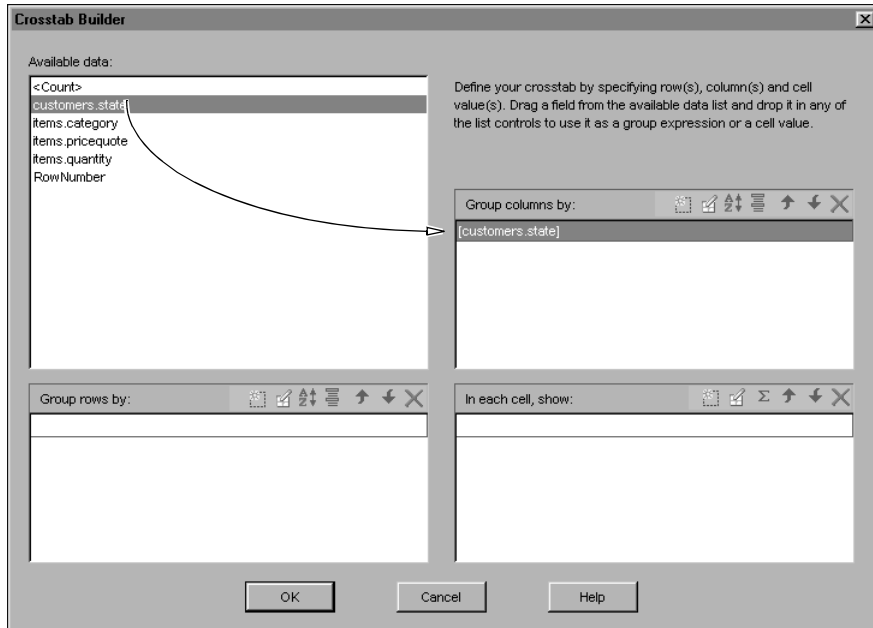 Crosstab Builder
Available data:
<Count>
customers.state
items.category
items.pricequote
items.quantity
RowNumber
Define your crosstab by specifying row(s), column(s) and cell
value(s). Drag a field from the available data list and drop it in any of
the list controls to use it as a group expression or a cell value.
Group columns by:
[customers.state]
Group rows by:
In each cell, show:
OK
Cancel
Help